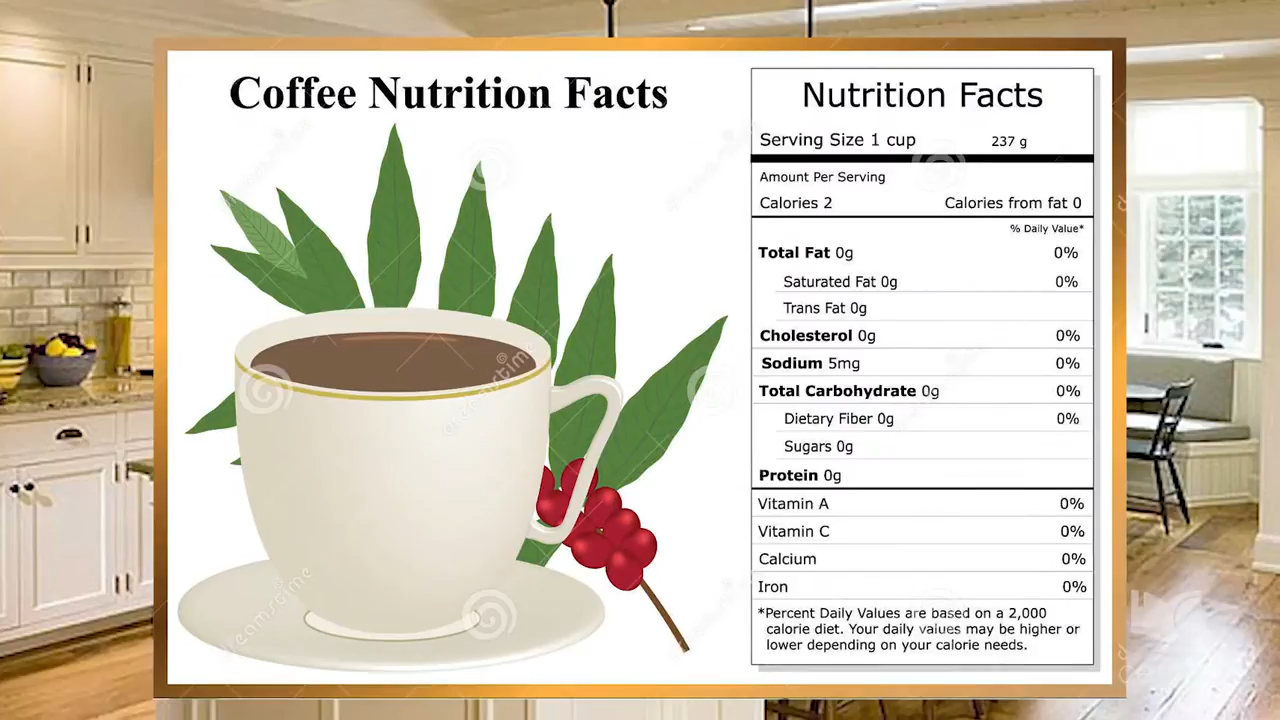 Coffee Nutrition Facts
Nutrition Facts
Serving Size 1 cup 237 g
Amount Per Serving
Calories 2 Calories from fat 0
% Daily Value*
Total Fat 0g 0%
Saturated Fat 0g 0%
Trans Fat 0g
Cholesterol 0g 0%
Sodium 5mg 0%
Total Carbohydrate 0g 0%
Dietary Fiber 0g 0%
Sugars 0g
Protein 0g
Vitamin A 0%
Vitamin C 0%
Calcium 0%
Iron 0%
*Percent Daily Values are based on a 2,000
calorie diet. Your daily values may be higher or
lower depending on your calorie needs.
dreamstime
dreamstime